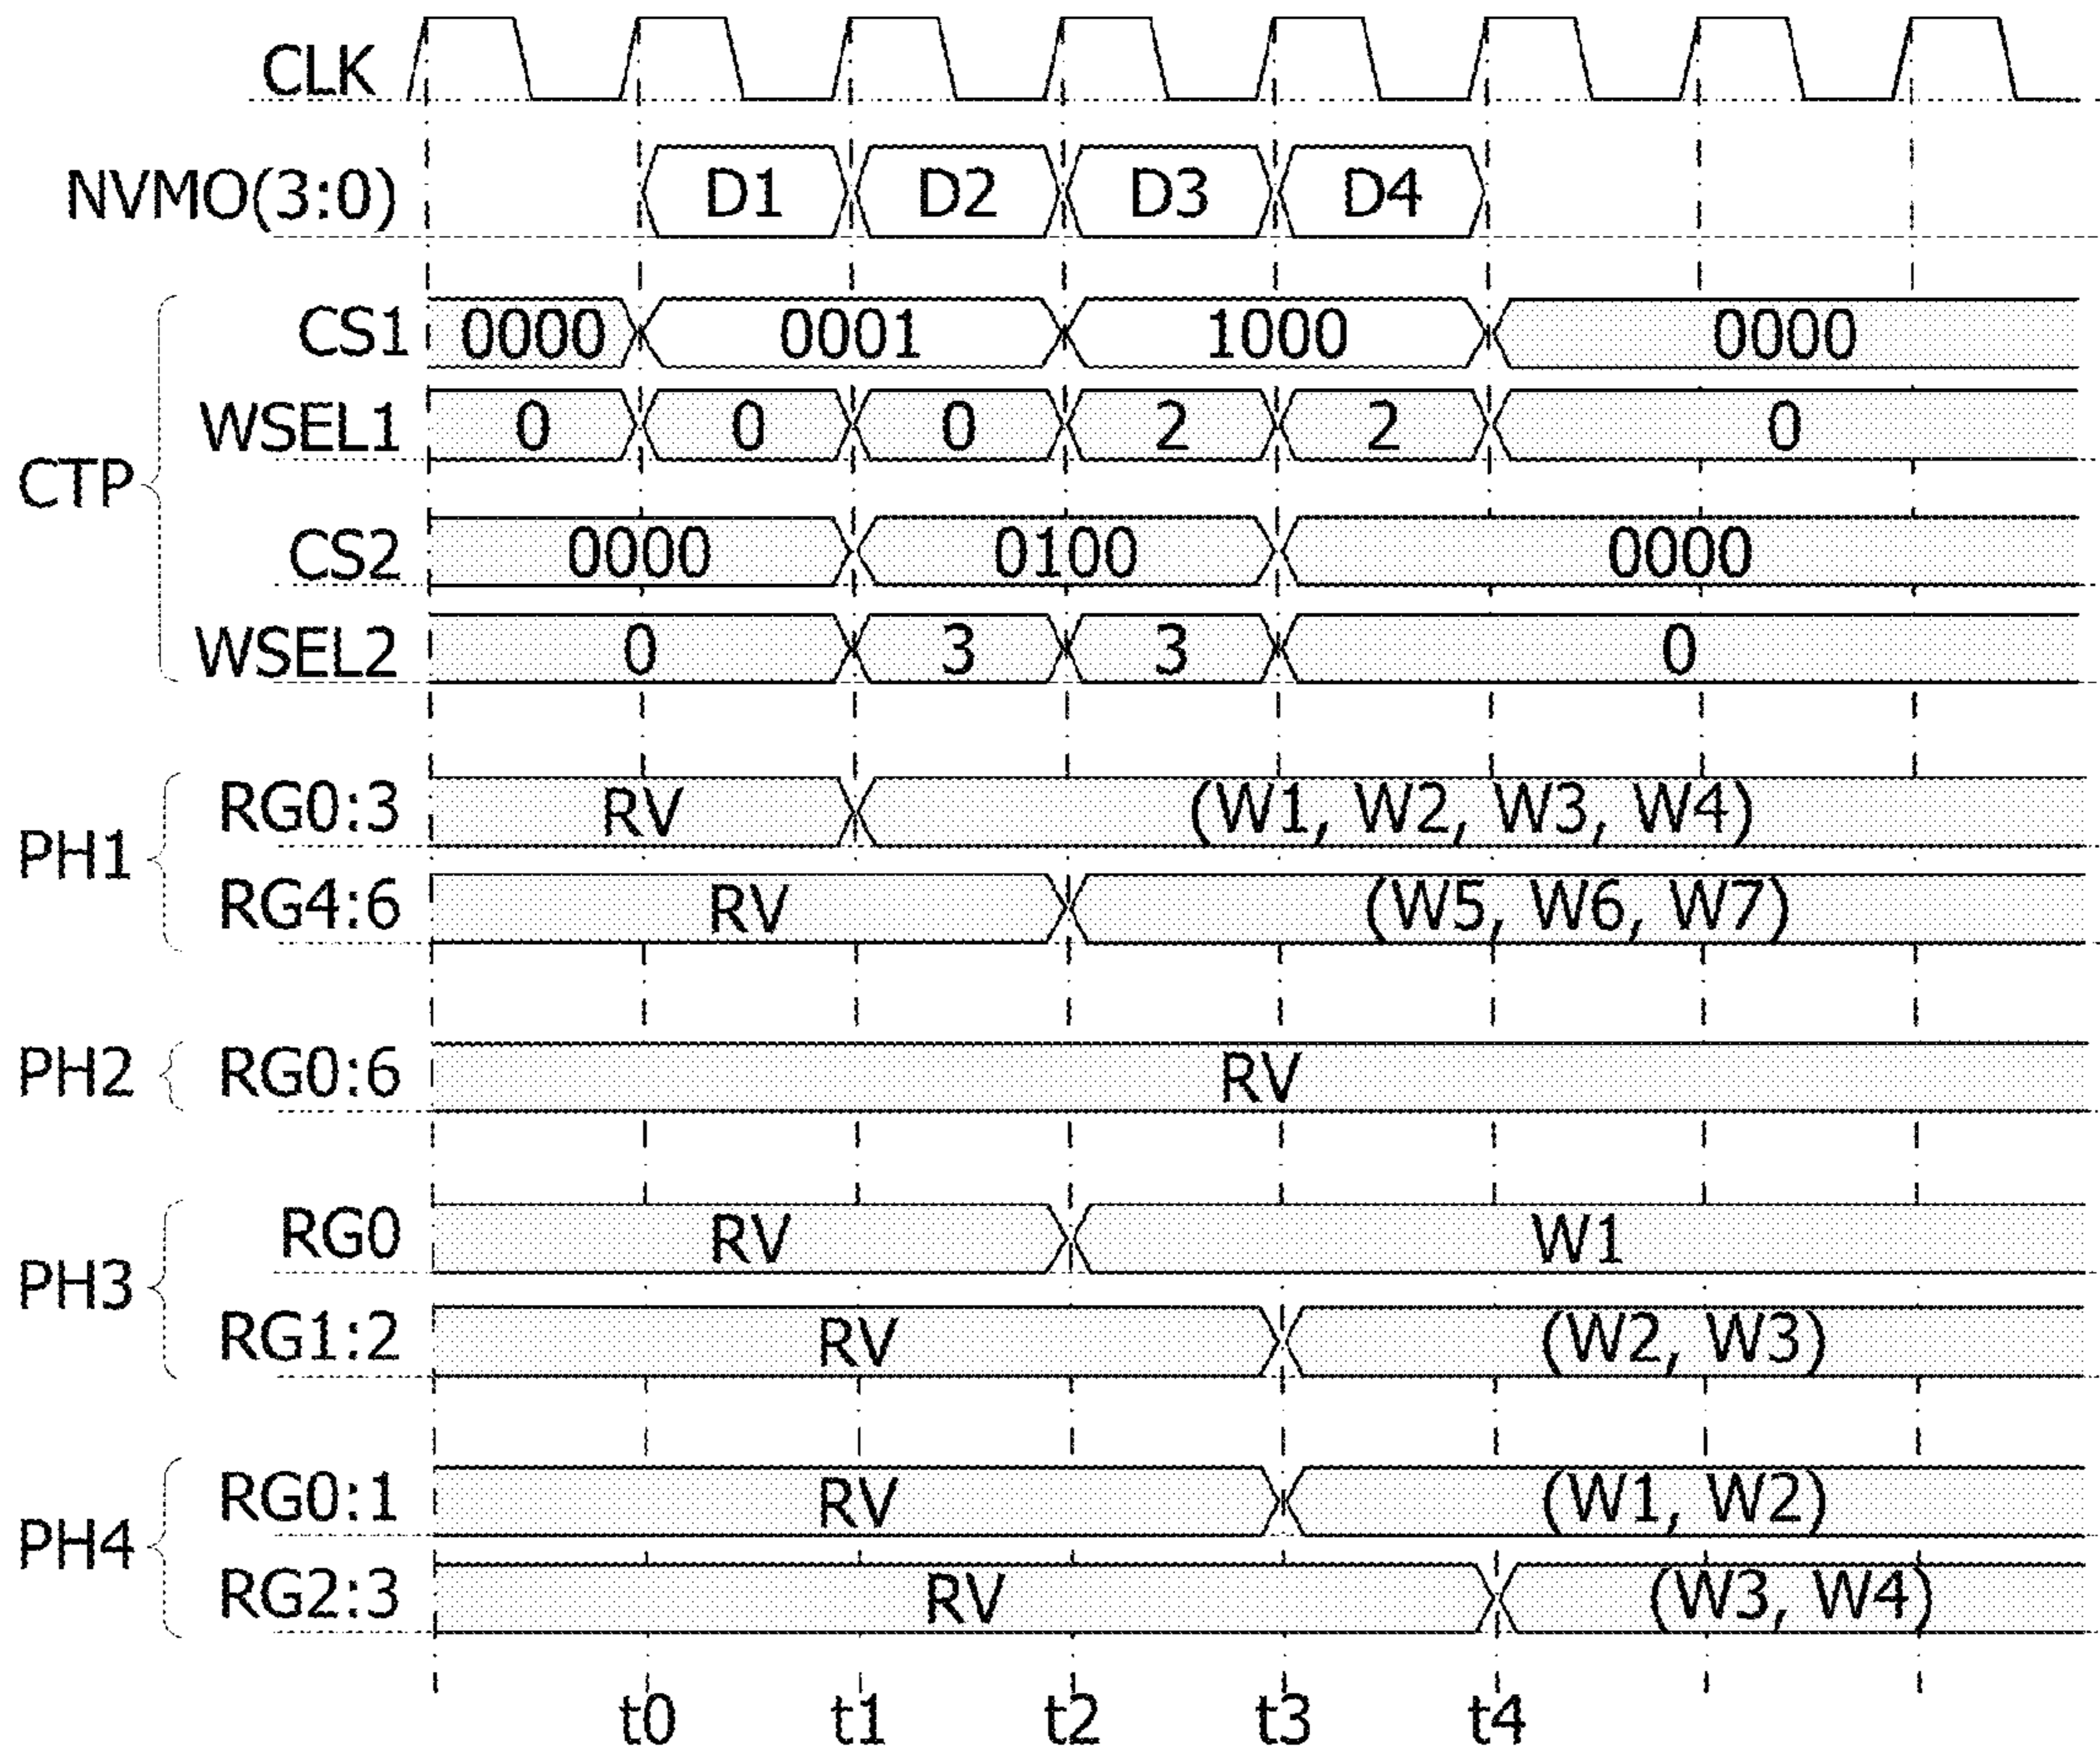 CLK
NVMO(3:0) D1 D2 D3 D4
CTP
CS1 0000 0001 1000 0000
WSEL1 0 0 0 2 2 0
CS2 0000 0100 0000
WSEL2 0 3 3 0
PH1
RG0:3 RV (W1, W2, W3, W4)
RG4:6 RV (W5, W6, W7)
PH2 RG0:6 RV
PH3
RG0 RV W1
RG1:2 RV (W2, W3)
PH4
RG0:1 RV (W1, W2)
RG2:3 RV (W3, W4)
t0 t1 t2 t3 t4